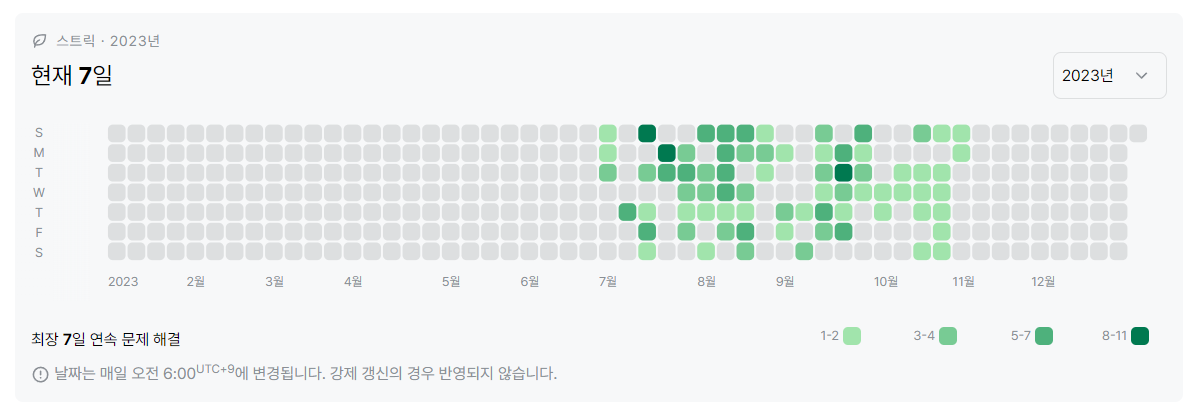 스트릭 · 2023년
현재 7일
2023년
S
M
T
W
T
F
S
2023 2월 3월 4월 5월 6월 7월 8월 9월 10월 11월 12월
최장 7일 연속 문제 해결
1-2 3-4 5-7 8-11
날짜는 매일 오전 6:00UTC+9에 변경됩니다. 강제 갱신의 경우 반영되지 않습니다.